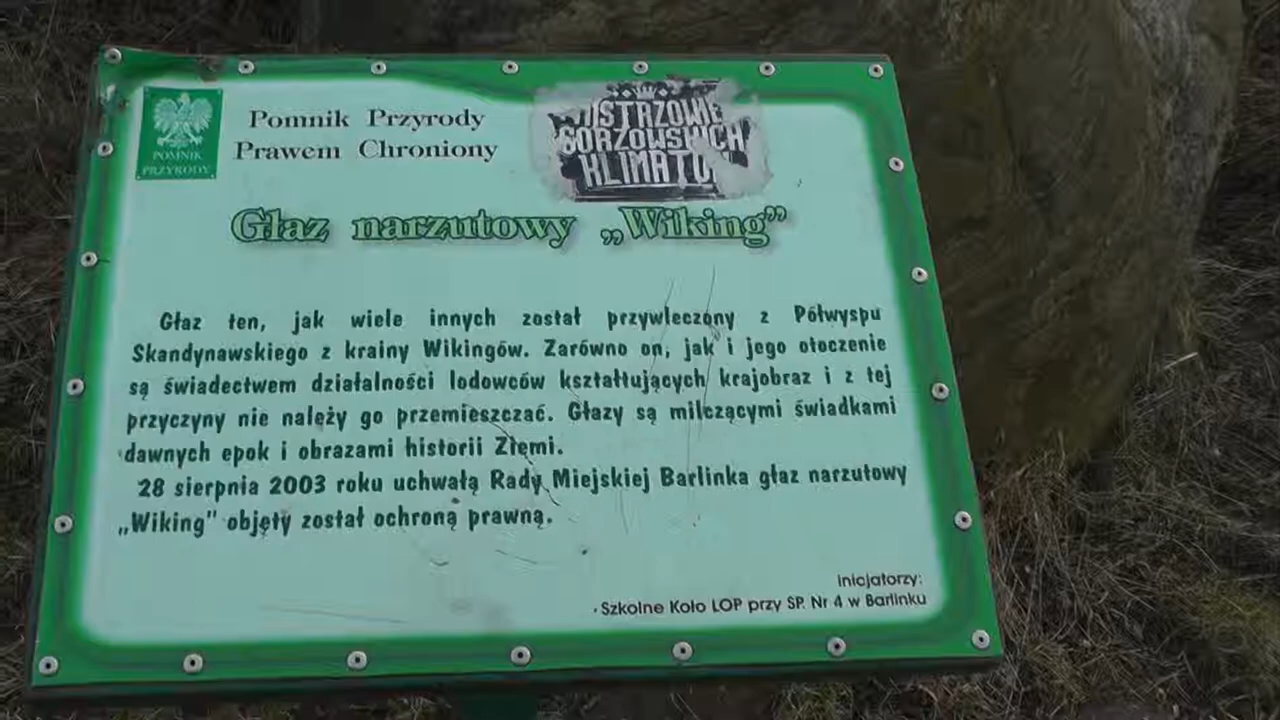 POMNIK
PRZYRODY
Pomnik Przyrody
Prawem Chroniony
GORZOWSKICH
Głaz narzutowy „Wiking”
Głaz ten, jak wiele innych został przywleczony z Półwyspu
Skandynawskiego z krainy Wikingów. Zarówno on, jak i jego otoczenie
są świadectwem działalności lodowców kształtujących krajobraz i z tej
przyczyny nie należy go przemieszczać. Głazy są milczącymi świadkami
dawnych epok i obrazami historii Ziemi.
28 sierpnia 2003 roku uchwałą Rady Miejskiej Barlinka głaz narzutowy
„Wiking” objęty został ochroną prawną.
Inicjatorzy:
- Szkolne Koło LOP przy SP. Nr 4 w Barlinku